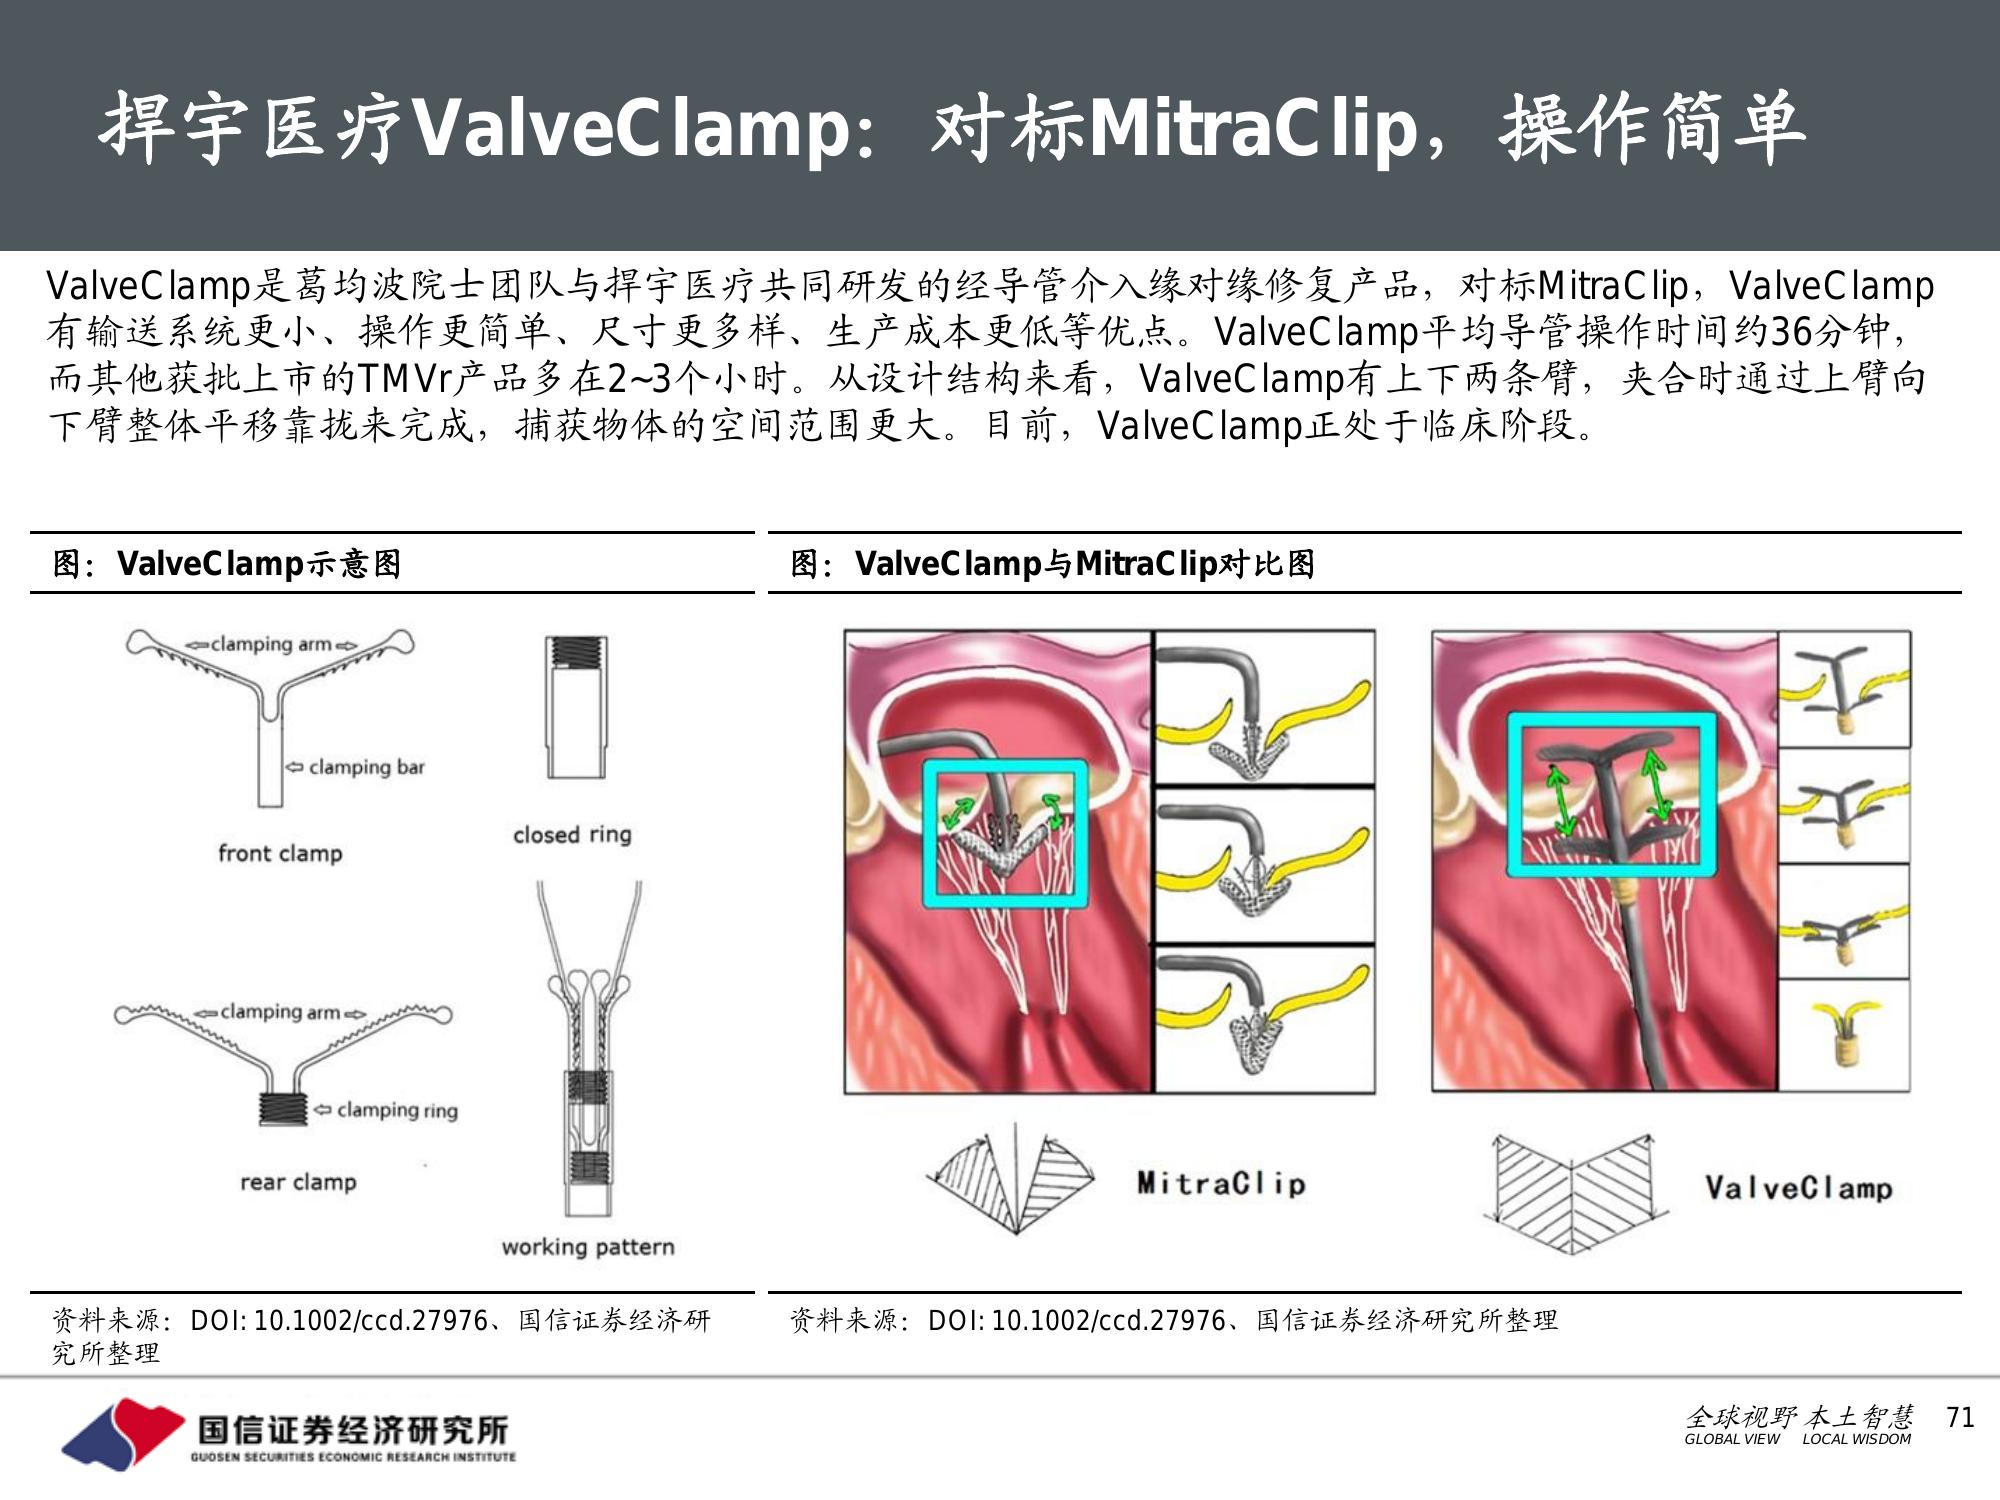 捍宇医疗ValveClamp：对标MitraClip，操作简单
ValveClamp是葛均波院士团队与捍宇医疗共同研发的经导管介入缘对缘修复产品，对标MitraClip，ValveClamp
有输送系统更小、操作更简单、尺寸更多样、生产成本更低等优点。ValveClamp平均导管操作时间约36分钟，
而其他获批上市的TMVr产品多在2~3个小时。从设计结构来看，ValveClamp有上下两条臂，夹合时通过上臂向
下臂整体平移靠拢来完成，捕获物体的空间范围更大。目前，ValveClamp正处于临床阶段。
图：ValveClamp示意图
clamping arm
clamping bar
front clamp
closed ring
clamping arm
clamping ring
rear clamp
working pattern
资料来源：DOI: 10.1002/ccd.27976、国信证券经济研
究所整理
图：ValveClamp与MitraClip对比图
MitraClip
ValveClamp
资料来源：DOI: 10.1002/ccd.27976、国信证券经济研究所整理
国信证券经济研究所
GUOSEN SECURITIES ECONOMIC RESEARCH INSTITUTE
全球视野 本土智慧
GLOBAL VIEW LOCAL WISDOM
71